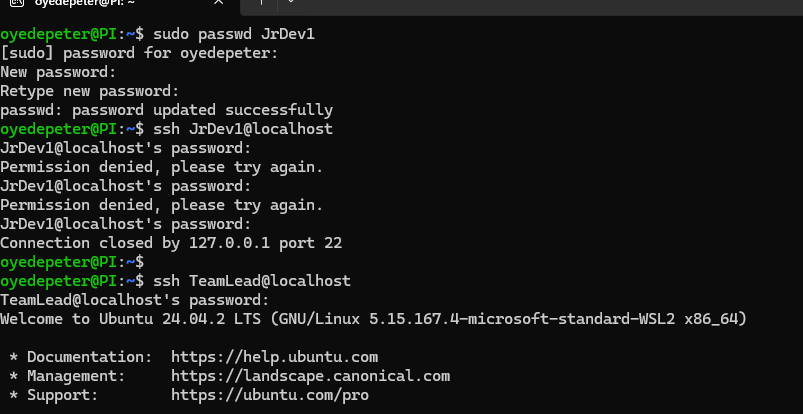 oyedepeter@PI: ~
oyedepeter@PI:~$ sudo passwd JrDev1
[sudo] password for oyedepeter:
New password:
Retype new password:
passwd: password updated successfully
oyedepeter@PI:~$ ssh JrDev1@localhost
JrDev1@localhost's password:
Permission denied, please try again.
JrDev1@localhost's password:
Permission denied, please try again.
JrDev1@localhost's password:
Connection closed by 127.0.0.1 port 22
oyedepeter@PI:~$
oyedepeter@PI:~$ ssh TeamLead@localhost
TeamLead@localhost's password:
Welcome to Ubuntu 24.04.2 LTS (GNU/Linux 5.15.167.4-microsoft-standard-WSL2 x86_64)
* Documentation: https://help.ubuntu.com
* Management: https://landscape.canonical.com
* Support: https://ubuntu.com/pro